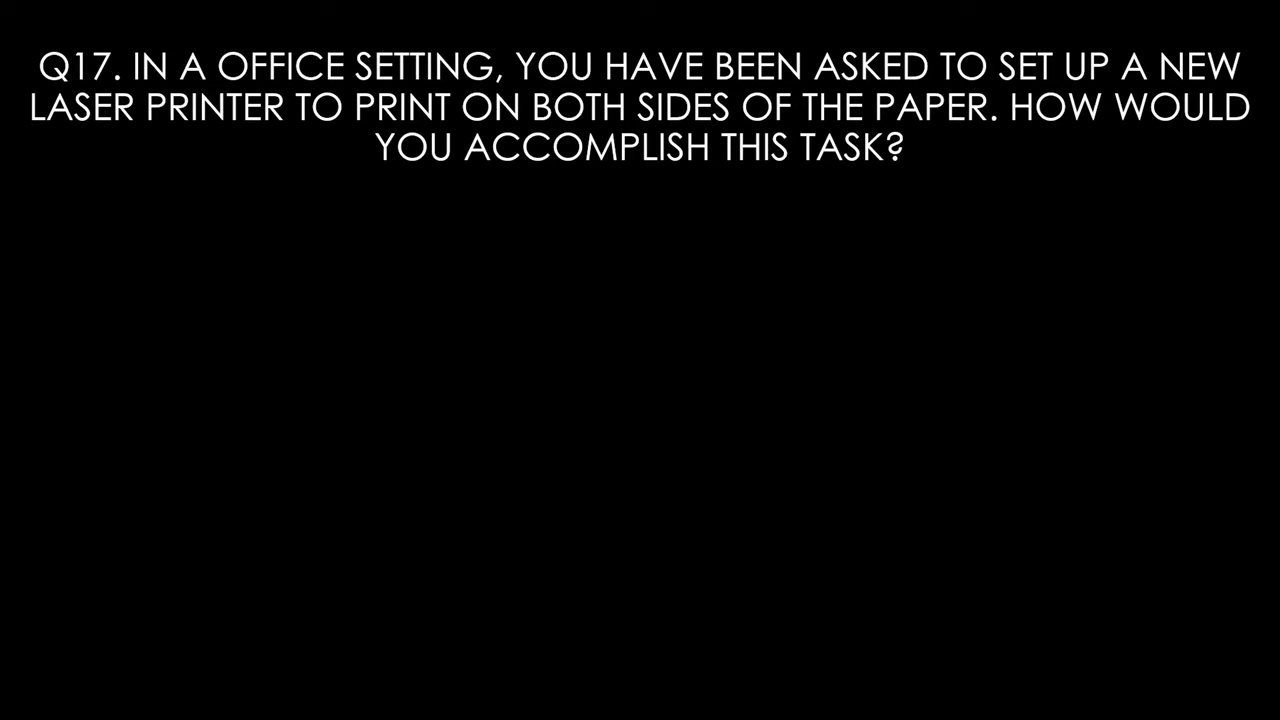 Q17. IN A OFFICE SETTING, YOU HAVE BEEN ASKED TO SET UP A NEW
LASER PRINTER TO PRINT ON BOTH SIDES OF THE PAPER. HOW WOULD
YOU ACCOMPLISH THIS TASK?